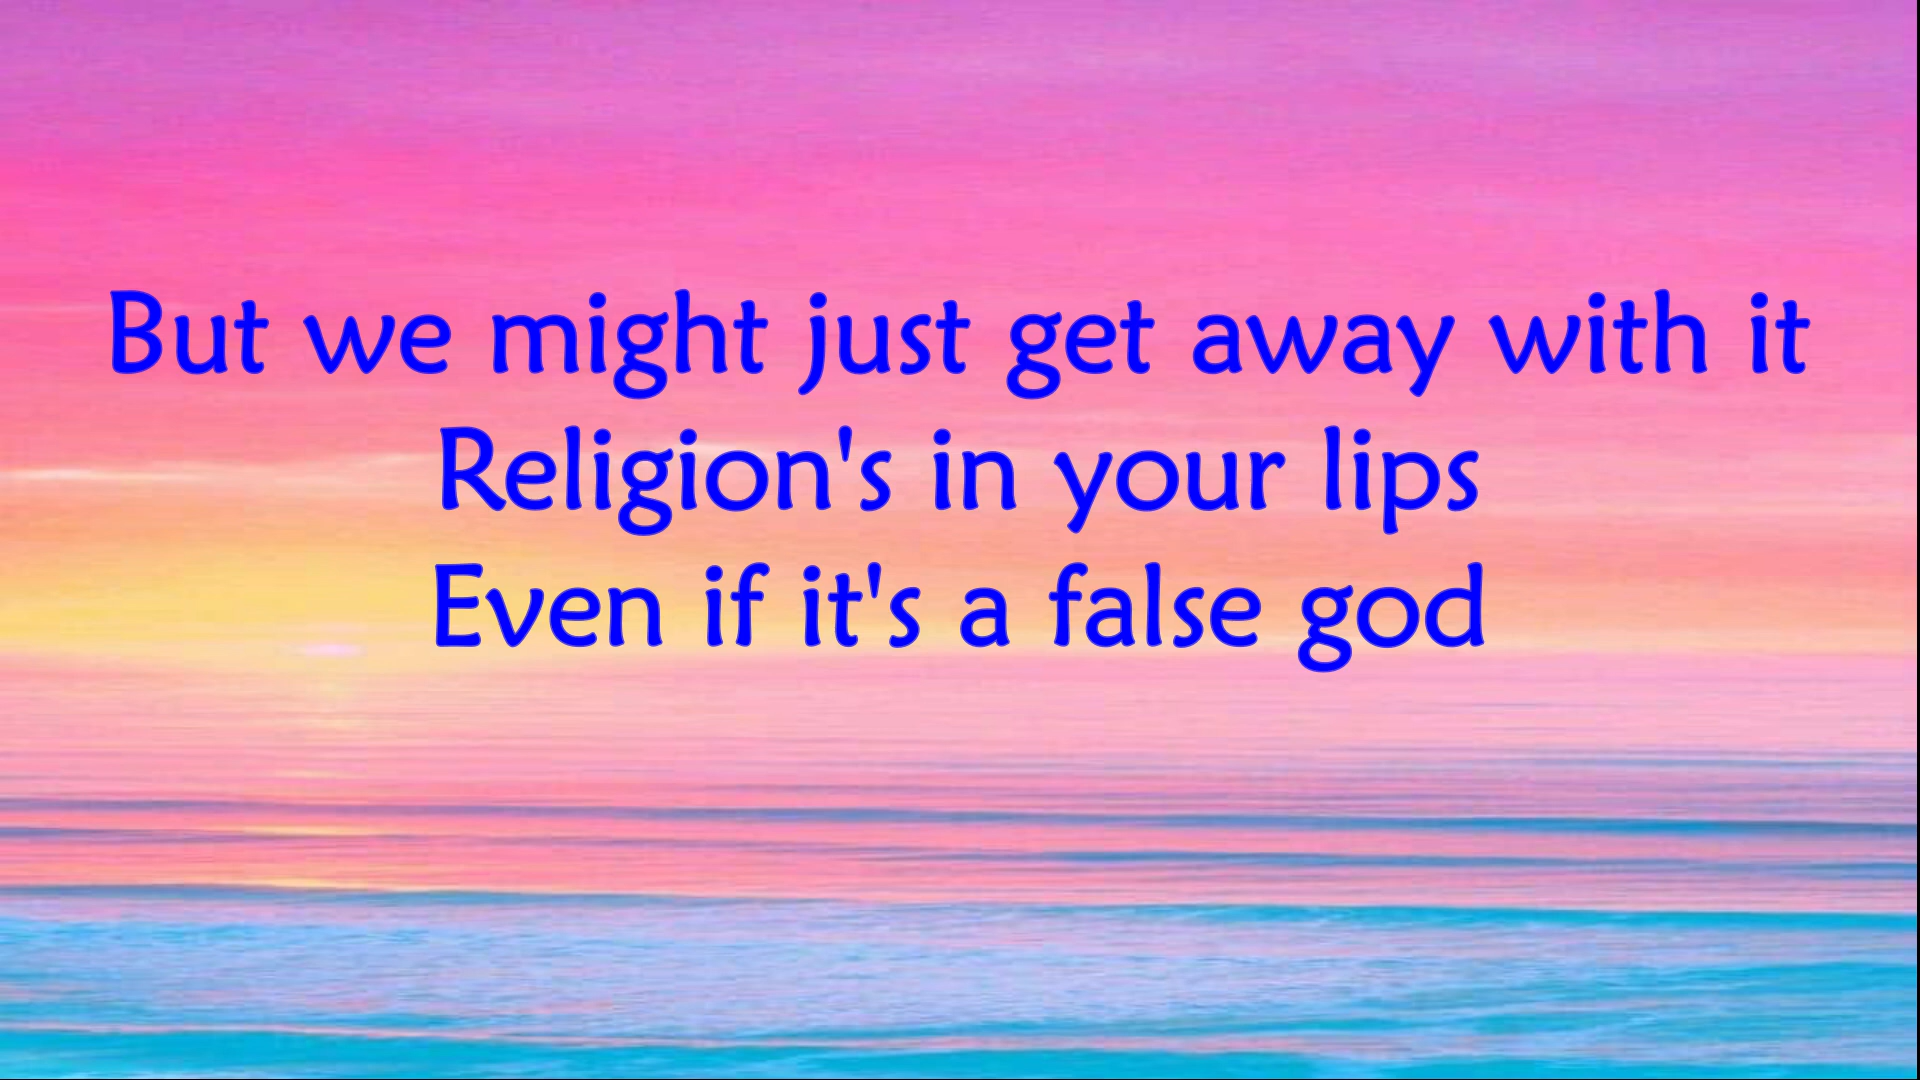 But we might just get away with it
Religion's in your lips
Even if it's a false god